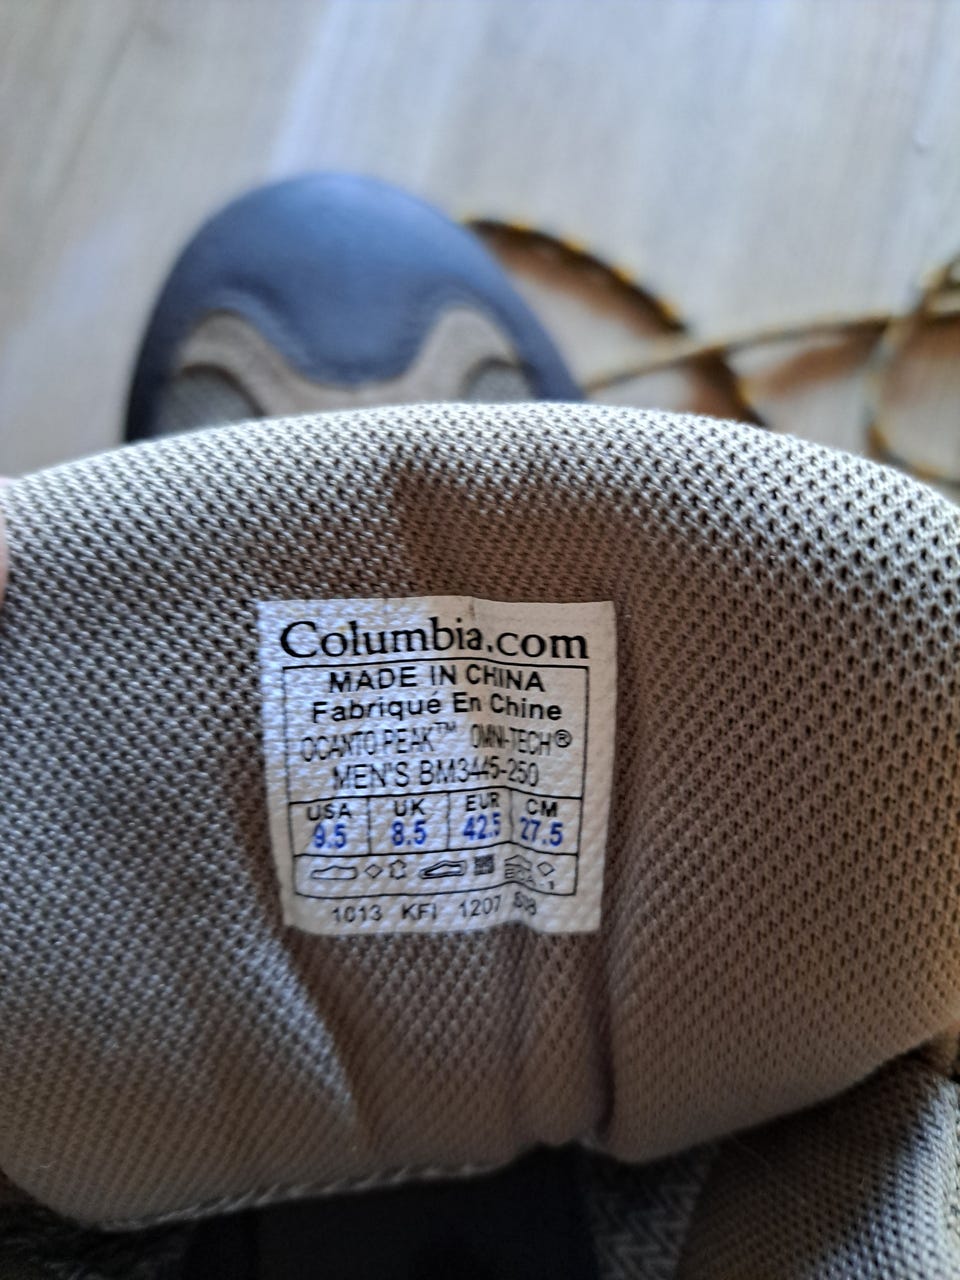 Columbia.com
MADE IN CHINA
Fabriqué En Chine
OCANTO PEAK™ OMNI-TECH®
MEN'S BM3445-250
USA UK EUR CM
9.5 8.5 42.5 27.5
1013 KFI 1207